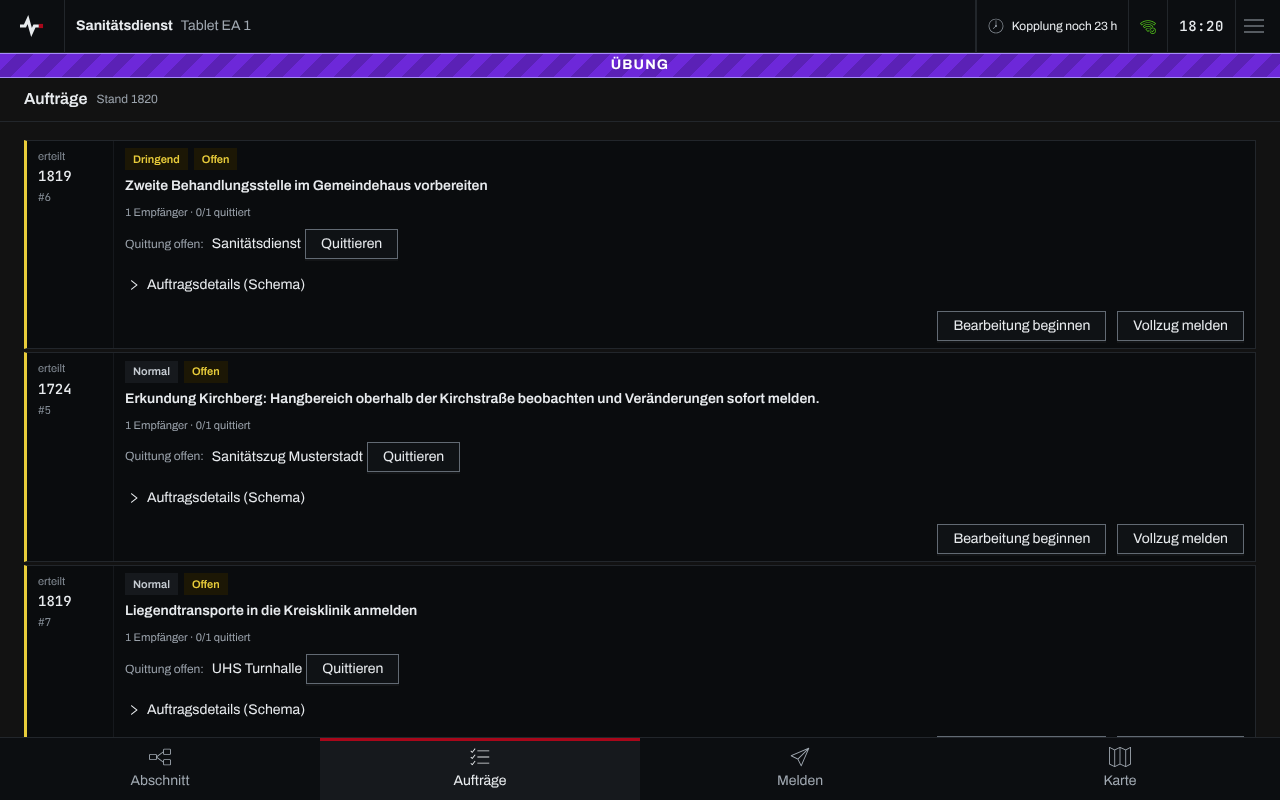 Sanitätsdienst Tablet EA 1
Kopplung noch 23 h
18:20
ÜBUNG
Aufträge Stand 1820
erteilt
1819
#6
Dringend Offen
Zweite Behandlungsstelle im Gemeindehaus vorbereiten
1 Empfänger · 0/1 quittiert
Quittung offen: Sanitätsdienst Quittieren
Auftragsdetails (Schema)
Bearbeitung beginnen Vollzug melden
erteilt
1724
#5
Normal Offen
Erkundung Kirchberg: Hangbereich oberhalb der Kirchstraße beobachten und Veränderungen sofort melden.
1 Empfänger · 0/1 quittiert
Quittung offen: Sanitätszug Musterstadt Quittieren
Auftragsdetails (Schema)
Bearbeitung beginnen Vollzug melden
erteilt
1819
#7
Normal Offen
Liegendtransporte in die Kreisklinik anmelden
1 Empfänger · 0/1 quittiert
Quittung offen: UHS Turnhalle Quittieren
Auftragsdetails (Schema)
Abschnitt Aufträge Melden Karte